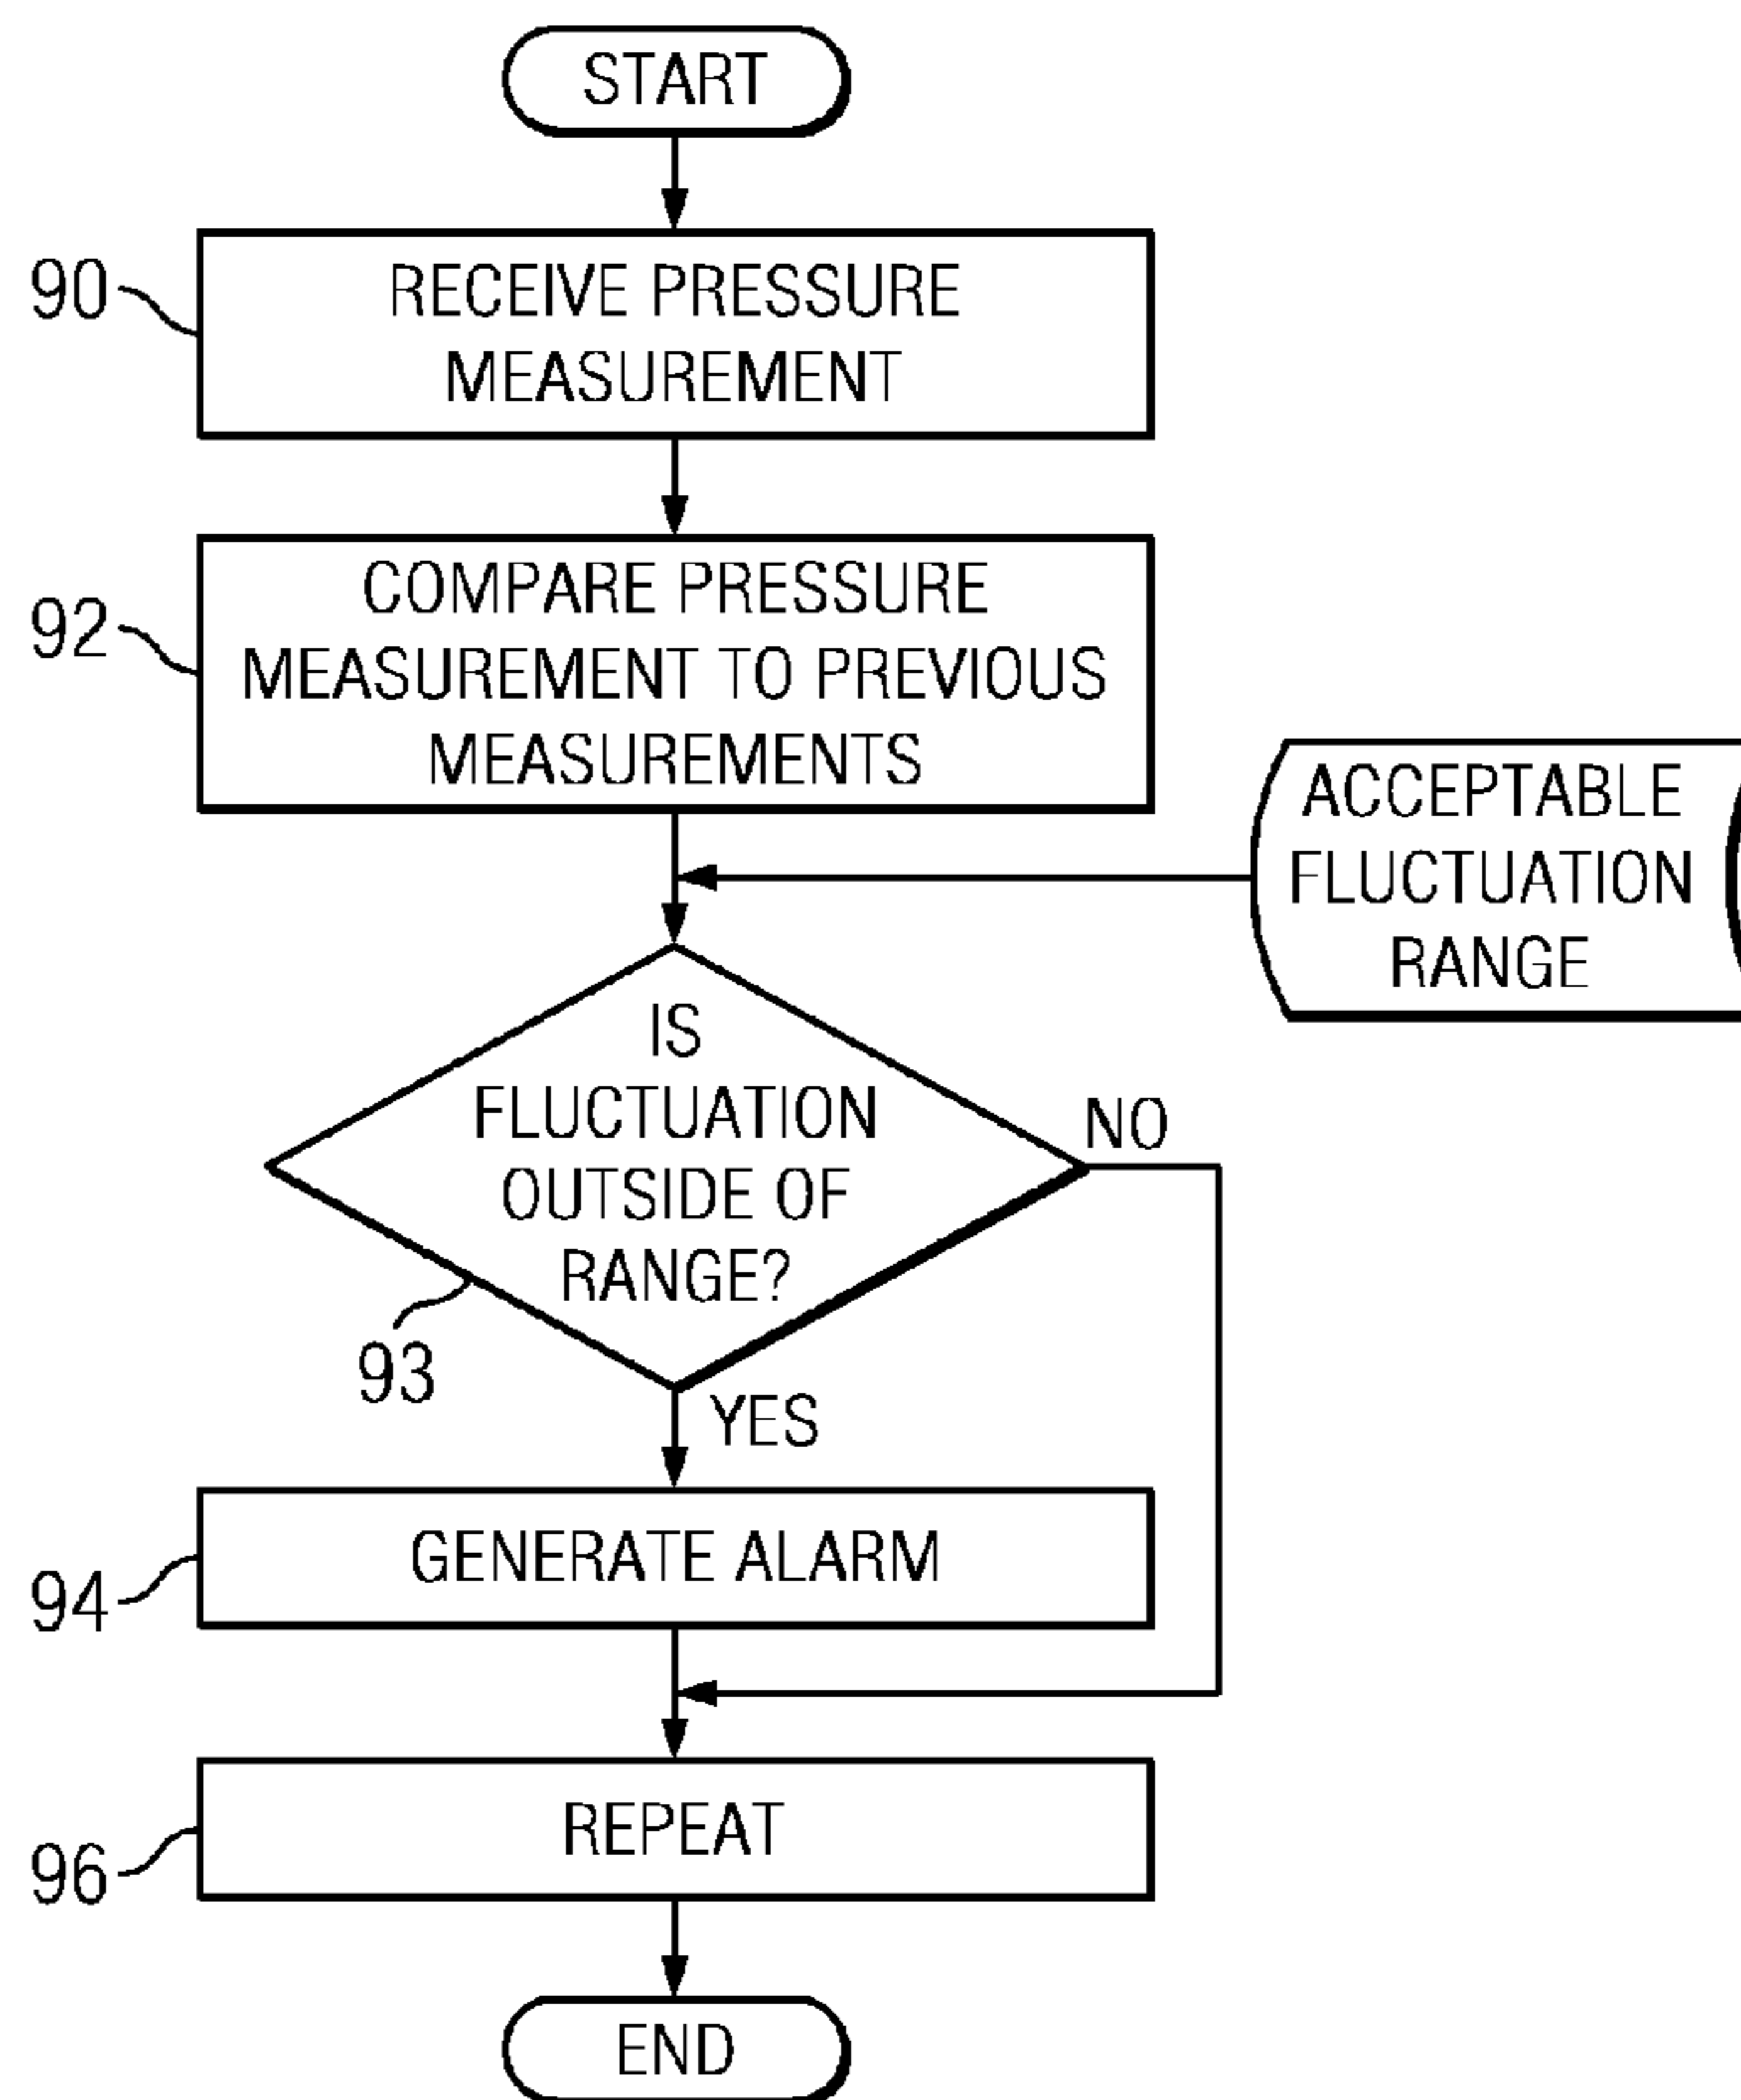 START
90
RECEIVE PRESSURE
MEASUREMENT
92
COMPARE PRESSURE
MEASUREMENT TO PREVIOUS
MEASUREMENTS
ACCEPTABLE
FLUCTUATION
RANGE
IS
FLUCTUATION
OUTSIDE OF
RANGE?
NO
93
YES
94
GENERATE ALARM
96
REPEAT
END